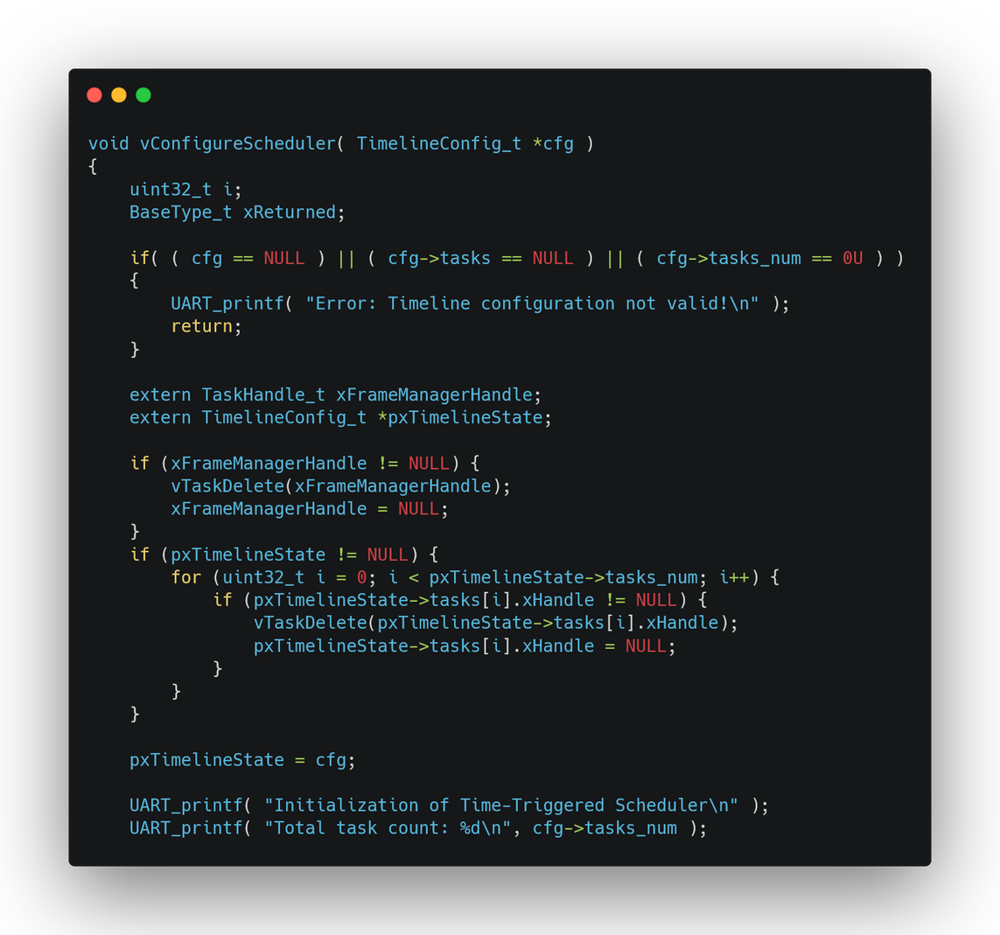 void vConfigureScheduler( TimelineConfig_t *cfg )
{
    uint32_t i;
    BaseType_t xReturned;

    if( ( cfg == NULL ) || ( cfg->tasks == NULL ) || ( cfg->tasks_num == 0U ) )
    {
        UART_printf( "Error: Timeline configuration not valid!\n" );
        return;
    }

    extern TaskHandle_t xFrameManagerHandle;
    extern TimelineConfig_t *pxTimelineState;

    if (xFrameManagerHandle != NULL) {
        vTaskDelete(xFrameManagerHandle);
        xFrameManagerHandle = NULL;
    }
    if (pxTimelineState != NULL) {
        for (uint32_t i = 0; i < pxTimelineState->tasks_num; i++) {
            if (pxTimelineState->tasks[i].xHandle != NULL) {
                vTaskDelete(pxTimelineState->tasks[i].xHandle);
                pxTimelineState->tasks[i].xHandle = NULL;
            }
        }
    }

    pxTimelineState = cfg;

    UART_printf( "Initialization of Time-Triggered Scheduler\n" );
    UART_printf( "Total task count: %d\n", cfg->tasks_num );